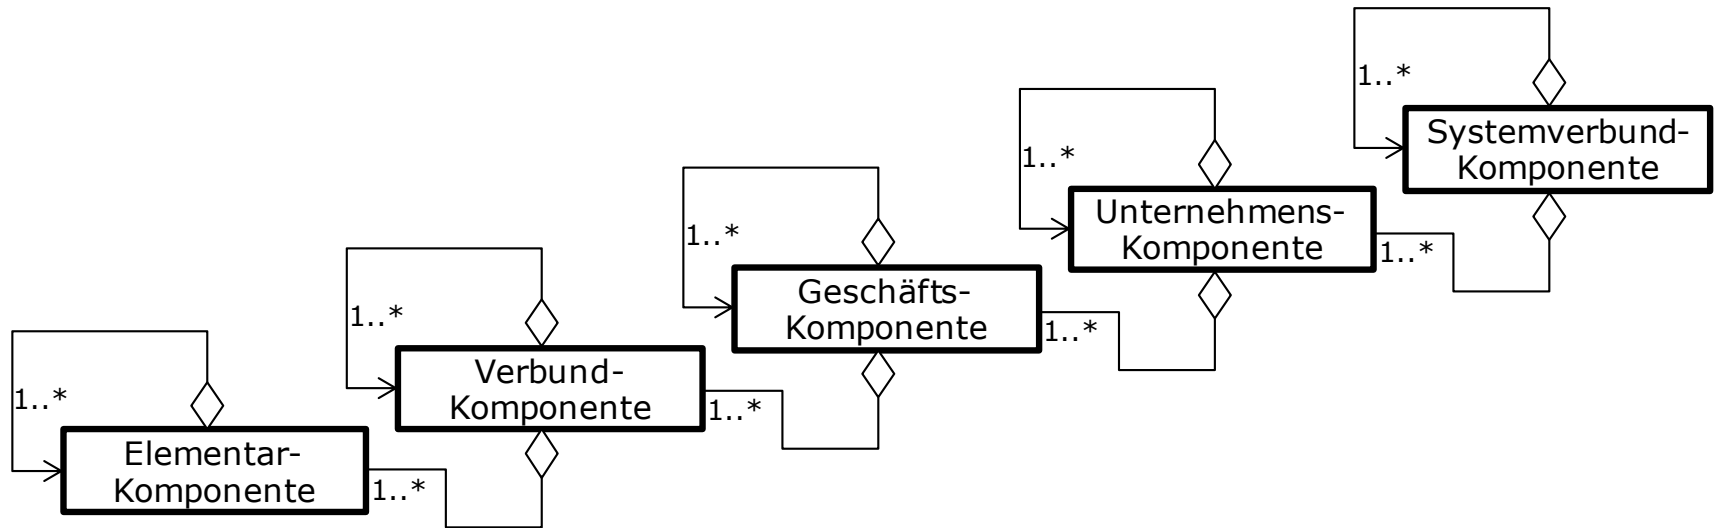 1..*
Systemverbund-
Komponente
1..*
Unternehmens-
Komponente
1..*
1..*
Geschäfts-
Komponente
1..*
1..*
Verbund-
Komponente
1..*
1..*
Elementar-
Komponente
1..*